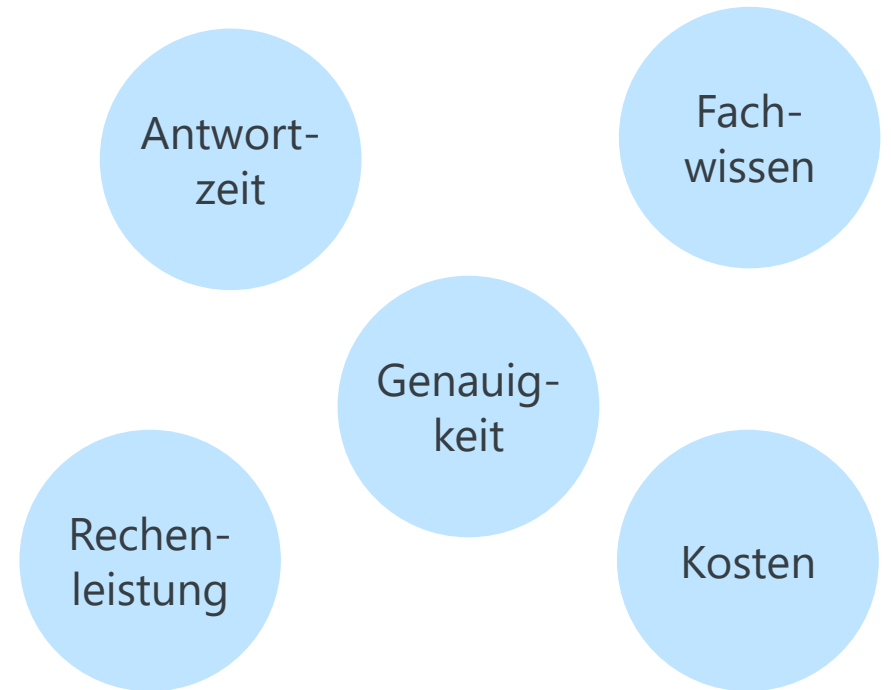 Antwort-
zeit
Fach-
wissen
Genauig-
keit
Rechen-
leistung
Kosten